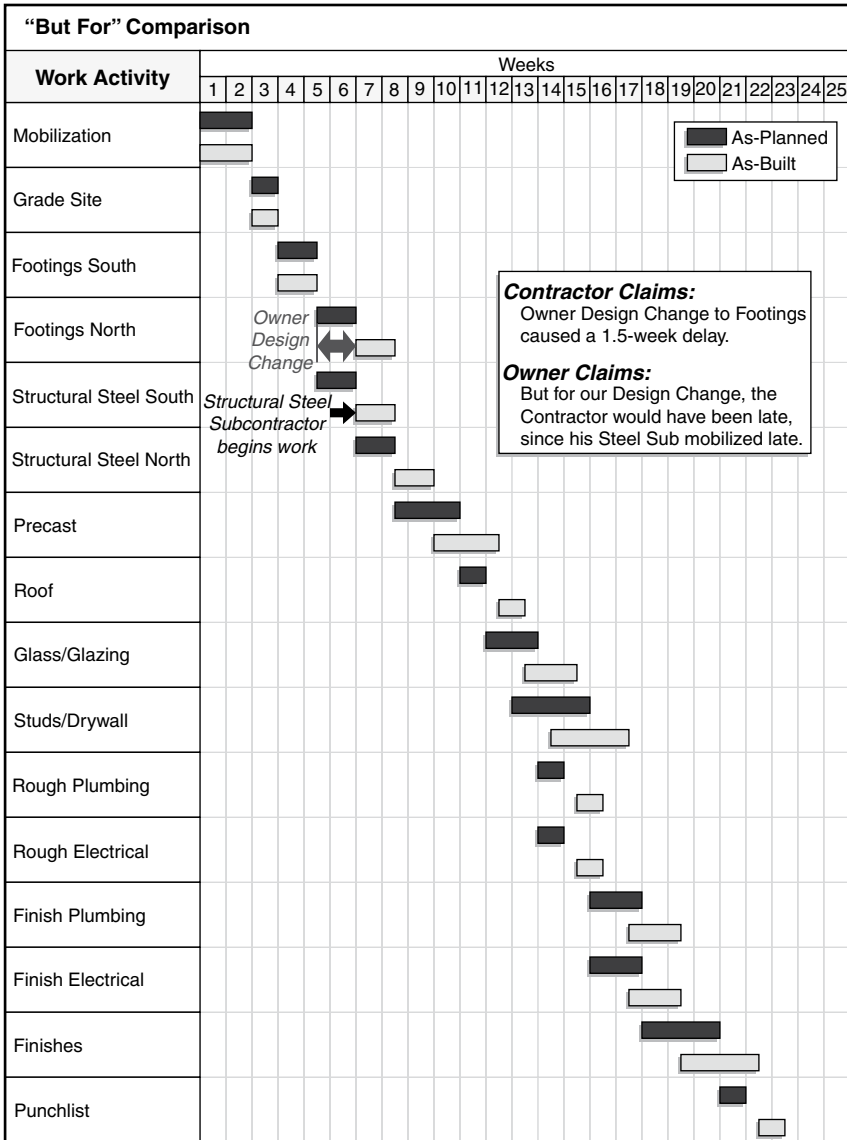 “But For” Comparison
Work Activity
Weeks
1 2 3 4 5 6 7 8 9 10 11 12 13 14 15 16 17 18 19 20 21 22 23 24 25
As-Planned
As-Built
Mobilization
Grade Site
Footings South
Footings North
Owner
Design
Change
Structural Steel South
Structural Steel
Subcontractor
begins work
Structural Steel North
Contractor Claims:
Owner Design Change to Footings
caused a 1.5-week delay.
Owner Claims:
But for our Design Change, the
Contractor would have been late,
since his Steel Sub mobilized late.
Precast
Roof
Glass/Glazing
Studs/Drywall
Rough Plumbing
Rough Electrical
Finish Plumbing
Finish Electrical
Finishes
Punchlist